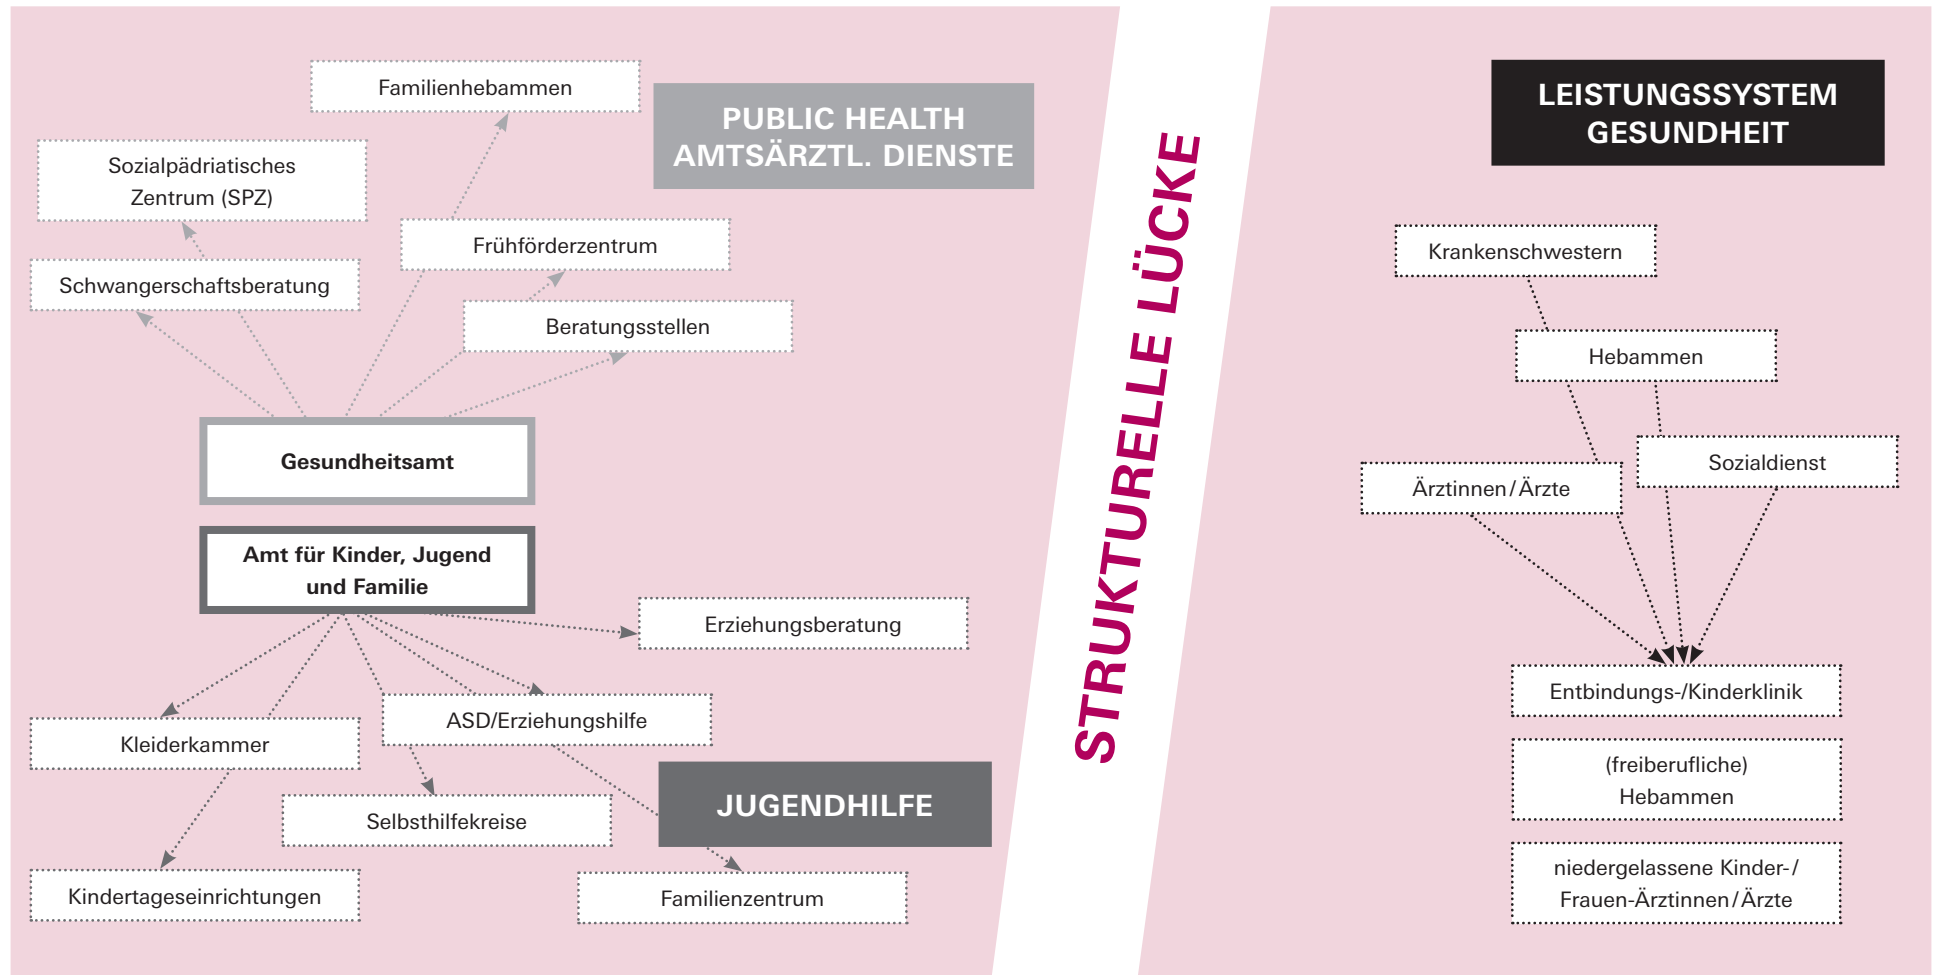 Familienhebammen
PUBLIC HEALTH
AMTSÄRZTL. DIENSTE
Sozialpädriatisches
Zentrum (SPZ)
Frühförderzentrum
Schwangerschaftsberatung
Beratungsstellen
Gesundheitsamt
Amt für Kinder, Jugend
und Familie
Erziehungsberatung
ASD/Erziehungshilfe
Kleiderkammer
JUGENDHILFE
Selbsthilfekreise
Kindertageseinrichtungen
Familienzentrum
STRUKTURELLE LÜCKE
LEISTUNGSSYSTEM
GESUNDHEIT
Krankenschwestern
Hebammen
Sozialdienst
Ärztinnen/Ärzte
Entbindungs-/Kinderklinik
(freiberufliche)
Hebammen
niedergelassene Kinder-/
Frauen-Ärztinnen/Ärzte